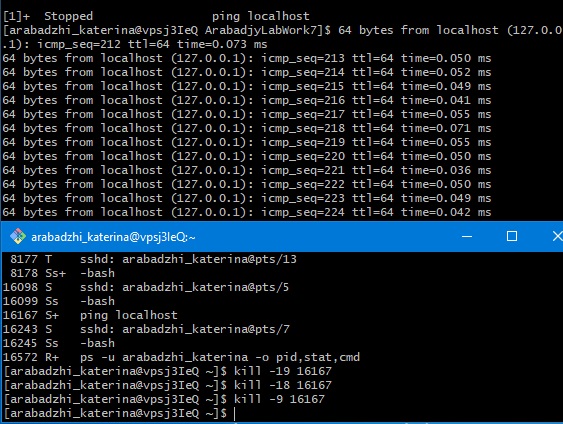 [1]+  Stopped                 ping localhost
[arabadzhi_katerina@vpsj3IeQ ArabadjyLabWork7]$ 64 bytes from localhost (127.0.0
.1): icmp_seq=212 ttl=64 time=0.073 ms
64 bytes from localhost (127.0.0.1): icmp_seq=213 ttl=64 time=0.050 ms
64 bytes from localhost (127.0.0.1): icmp_seq=214 ttl=64 time=0.052 ms
64 bytes from localhost (127.0.0.1): icmp_seq=215 ttl=64 time=0.049 ms
64 bytes from localhost (127.0.0.1): icmp_seq=216 ttl=64 time=0.041 ms
64 bytes from localhost (127.0.0.1): icmp_seq=217 ttl=64 time=0.055 ms
64 bytes from localhost (127.0.0.1): icmp_seq=218 ttl=64 time=0.071 ms
64 bytes from localhost (127.0.0.1): icmp_seq=219 ttl=64 time=0.055 ms
64 bytes from localhost (127.0.0.1): icmp_seq=220 ttl=64 time=0.050 ms
64 bytes from localhost (127.0.0.1): icmp_seq=221 ttl=64 time=0.036 ms
64 bytes from localhost (127.0.0.1): icmp_seq=222 ttl=64 time=0.050 ms
64 bytes from localhost (127.0.0.1): icmp_seq=223 ttl=64 time=0.049 ms
64 bytes from localhost (127.0.0.1): icmp_seq=224 ttl=64 time=0.042 ms
arabadzhi_katerina@vpsj3IeQ:~
 8177 T    sshd: arabadzhi_katerina@pts/13
 8178 Ss+  -bash
16098 S    sshd: arabadzhi_katerina@pts/5
16099 Ss   -bash
16167 S+   ping localhost
16243 S    sshd: arabadzhi_katerina@pts/7
16245 Ss   -bash
16572 R+   ps -u arabadzhi_katerina -o pid,stat,cmd
[arabadzhi_katerina@vpsj3IeQ ~]$ kill -19 16167
[arabadzhi_katerina@vpsj3IeQ ~]$ kill -18 16167
[arabadzhi_katerina@vpsj3IeQ ~]$ kill -9 16167
[arabadzhi_katerina@vpsj3IeQ ~]$